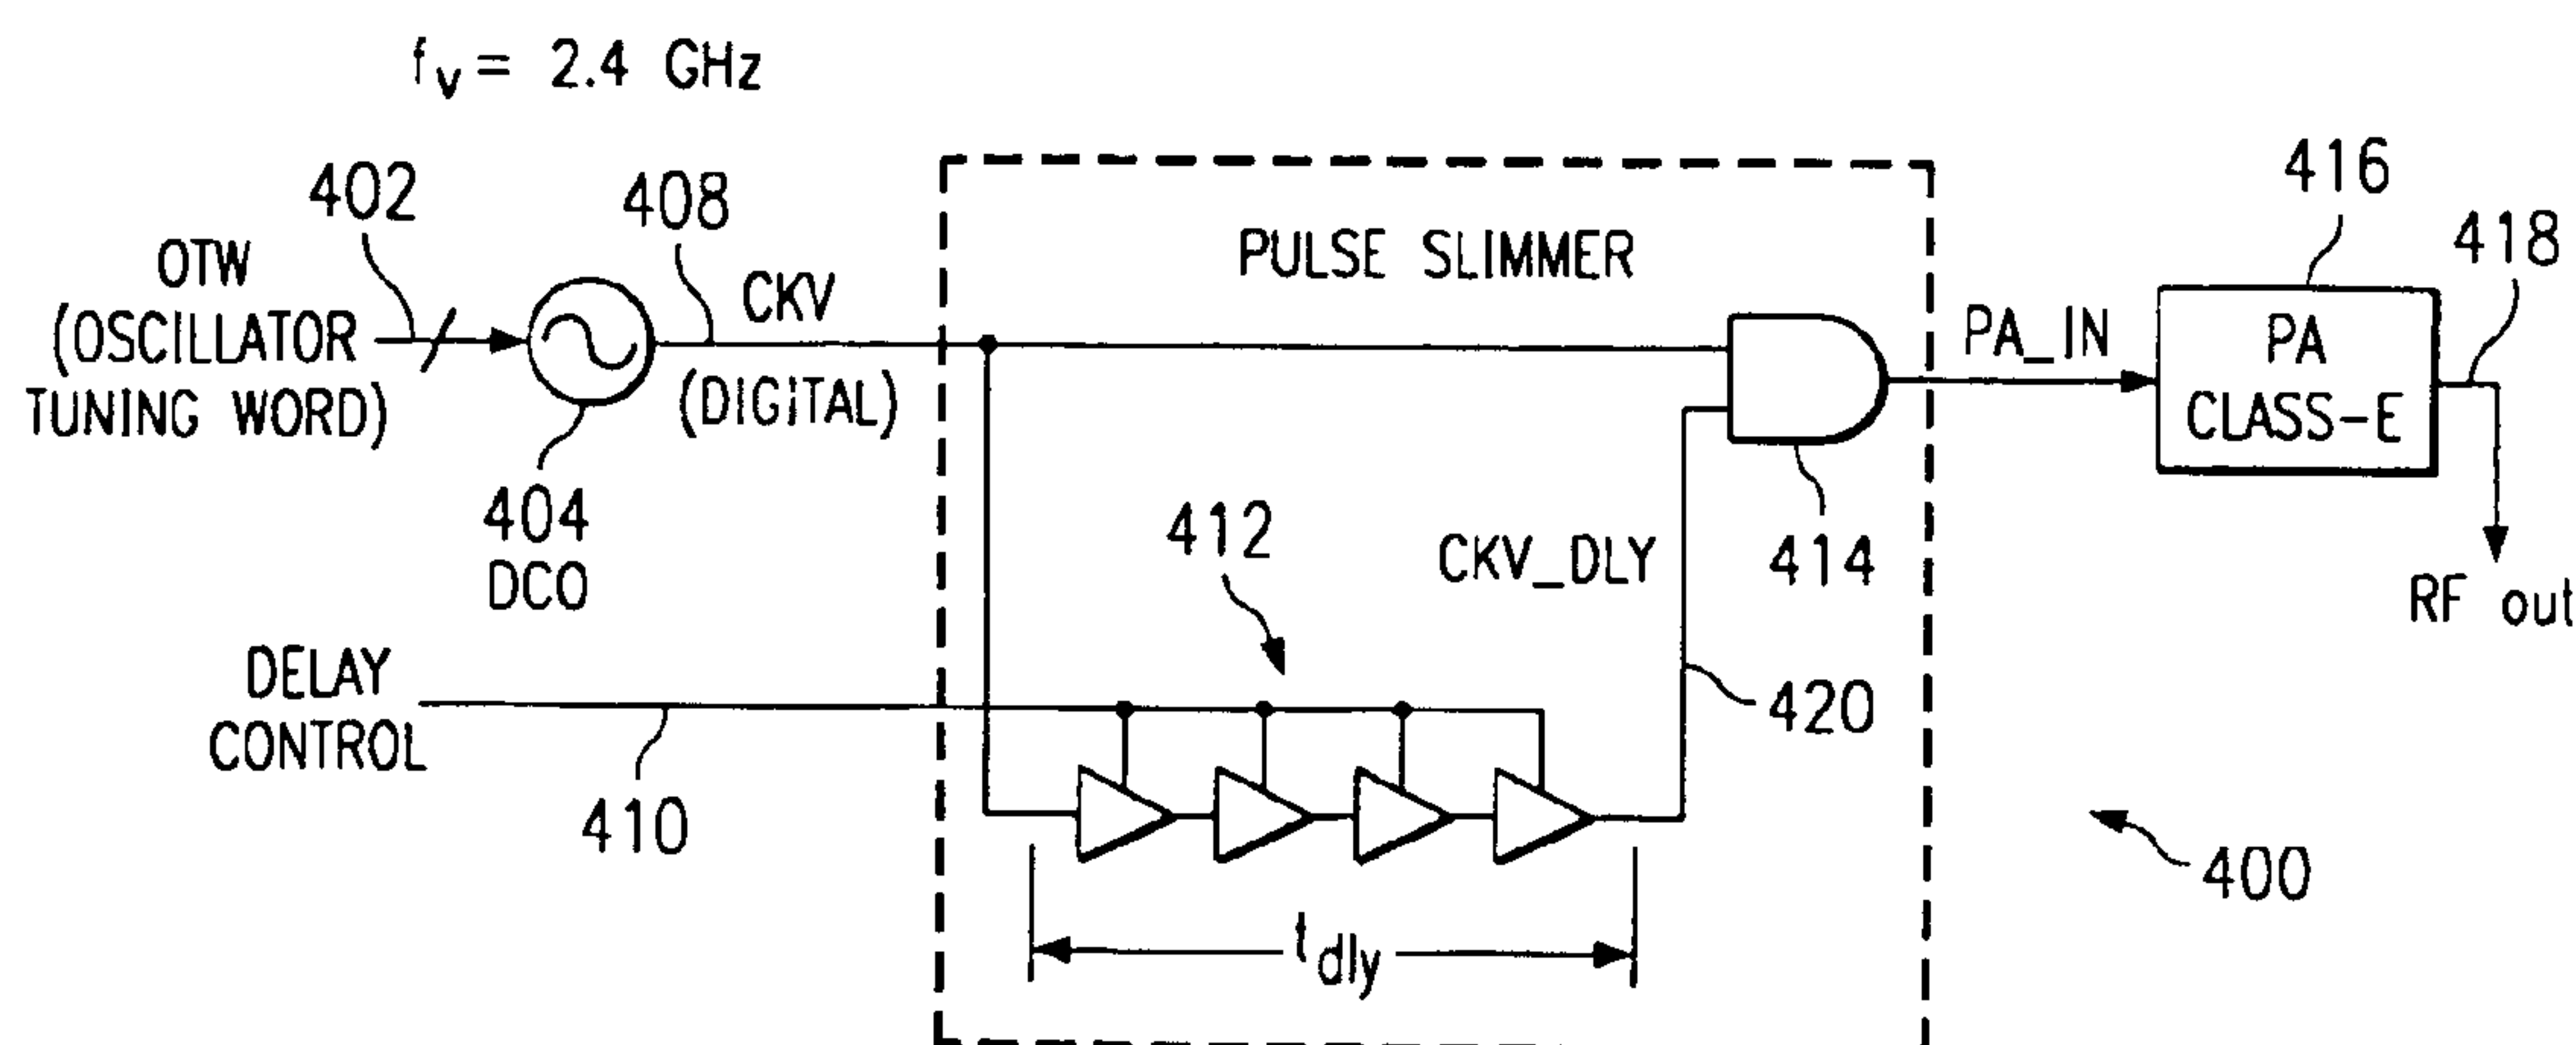 f_v = 2.4 GHz
402
408
416
418
OTW
(OSCILLATOR
TUNING WORD)
CKV
(DIGITAL)
PULSE SLIMMER
PA_IN
PA
CLASS-E
404
DCO
412
CKV_DLY
414
RF out
DELAY
CONTROL
410
420
400
t_dly